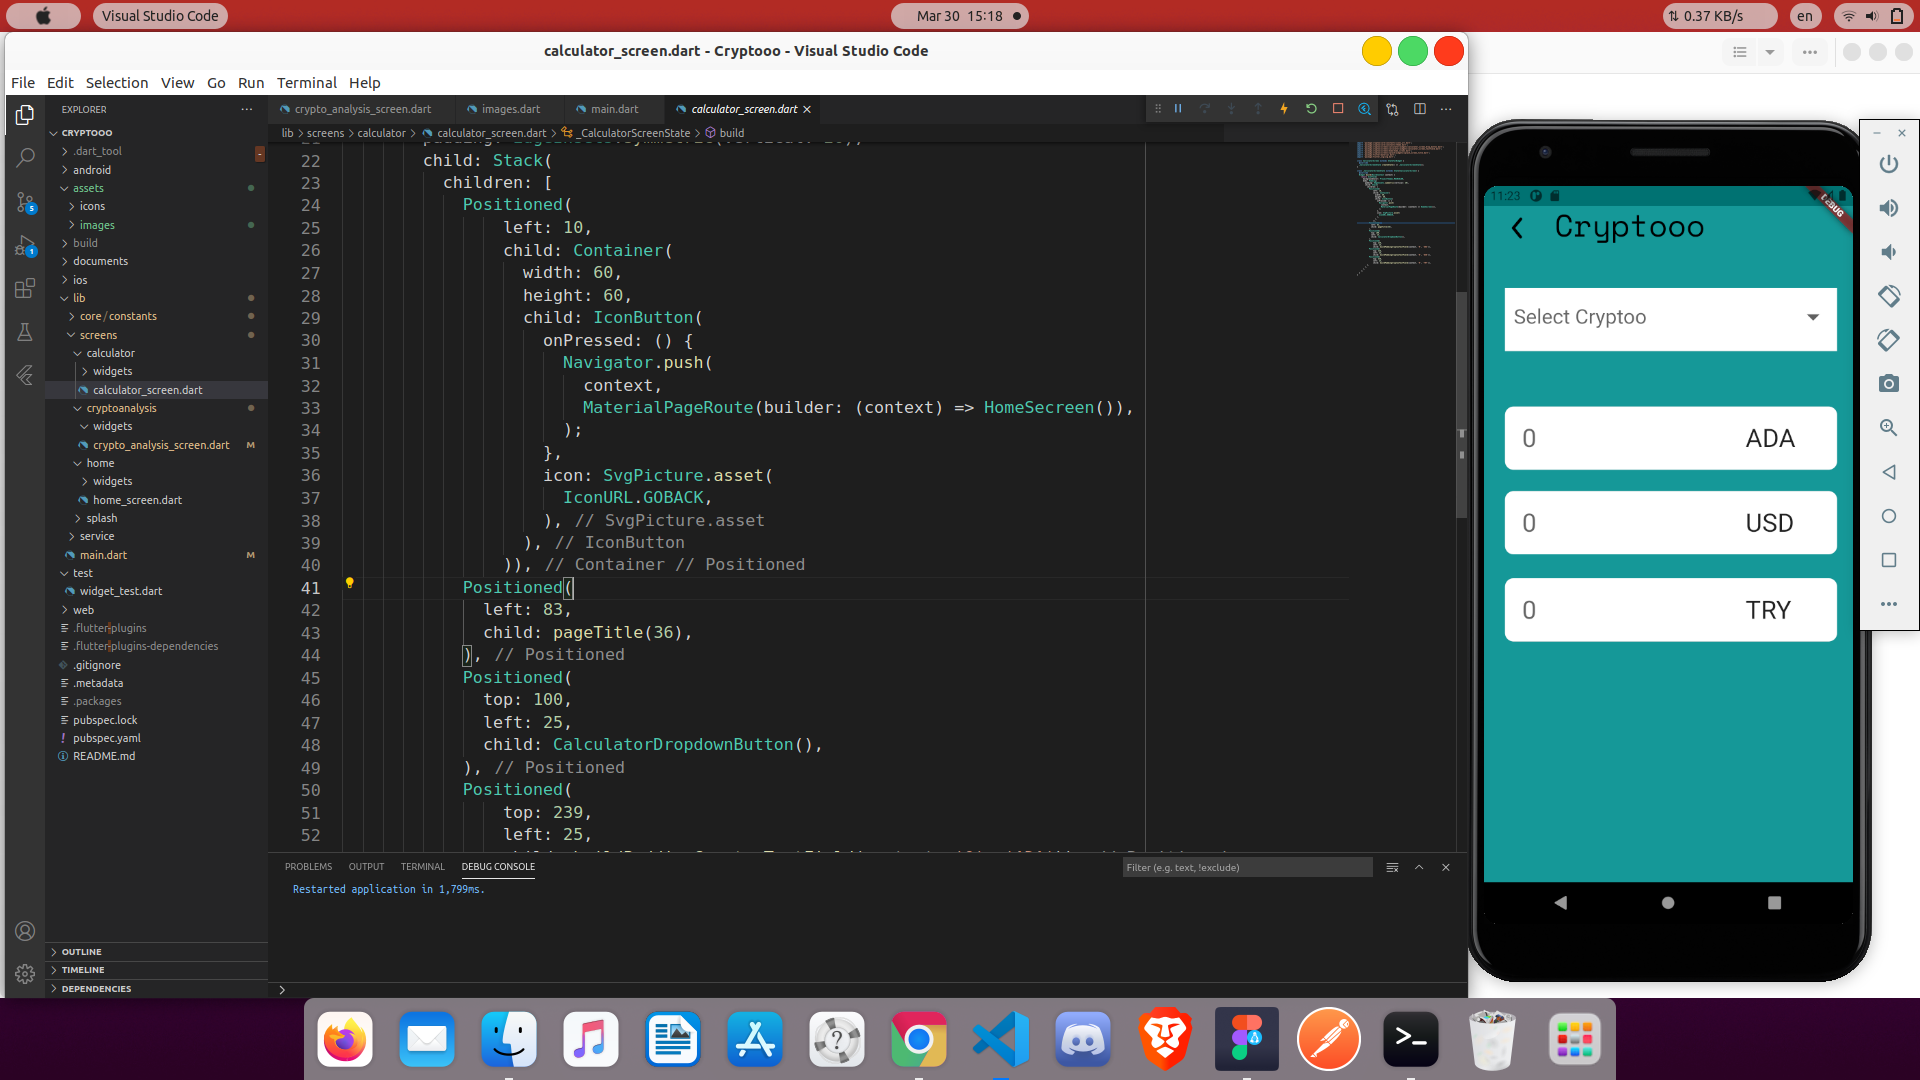 Visual Studio Code
Mar 30 15:18
0.37 KB/s
en
calculator_screen.dart - Cryptooo - Visual Studio Code
File Edit Selection View Go Run Terminal Help
EXPLORER
CRYPTOOO
.dart_tool
android
assets
icons
images
build
documents
ios
lib
core/constants
screens
calculator
widgets
calculator_screen.dart
cryptoanalysis
widgets
crypto_analysis_screen.dart M
home
widgets
home_screen.dart
splash
service
main.dart M
test
widget_test.dart
web
.flutter-plugins
.flutter-plugins-dependencies
.gitignore
.metadata
.packages
pubspec.lock
pubspec.yaml
README.md
OUTLINE
TIMELINE
DEPENDENCIES
5
1
crypto_analysis_screen.dart images.dart main.dart calculator_screen.dart
lib > screens > calculator > calculator_screen.dart > _CalculatorScreenState > build
22 child: Stack(
23 children: [
24 Positioned(
25 left: 10,
26 child: Container(
27 width: 60,
28 height: 60,
29 child: IconButton(
30 onPressed: () {
31 Navigator.push(
32 context,
33 MaterialPageRoute(builder: (context) => HomeSecreen()),
34 );
35 },
36 icon: SvgPicture.asset(
37 IconURL.GOBACK,
38 ), // SvgPicture.asset
39 ), // IconButton
40 )), // Container // Positioned
41 Positioned(
42 left: 83,
43 child: pageTitle(36),
44 ), // Positioned
45 Positioned(
46 top: 100,
47 left: 25,
48 child: CalculatorDropdownButton(),
49 ), // Positioned
50 Positioned(
51 top: 239,
52 left: 25,
PROBLEMS OUTPUT TERMINAL DEBUG CONSOLE
Filter (e.g. text, !exclude)
Restarted application in 1,799ms.
11:23
DEBUG
Cryptooo
Select Cryptoo
0 ADA
0 USD
0 TRY